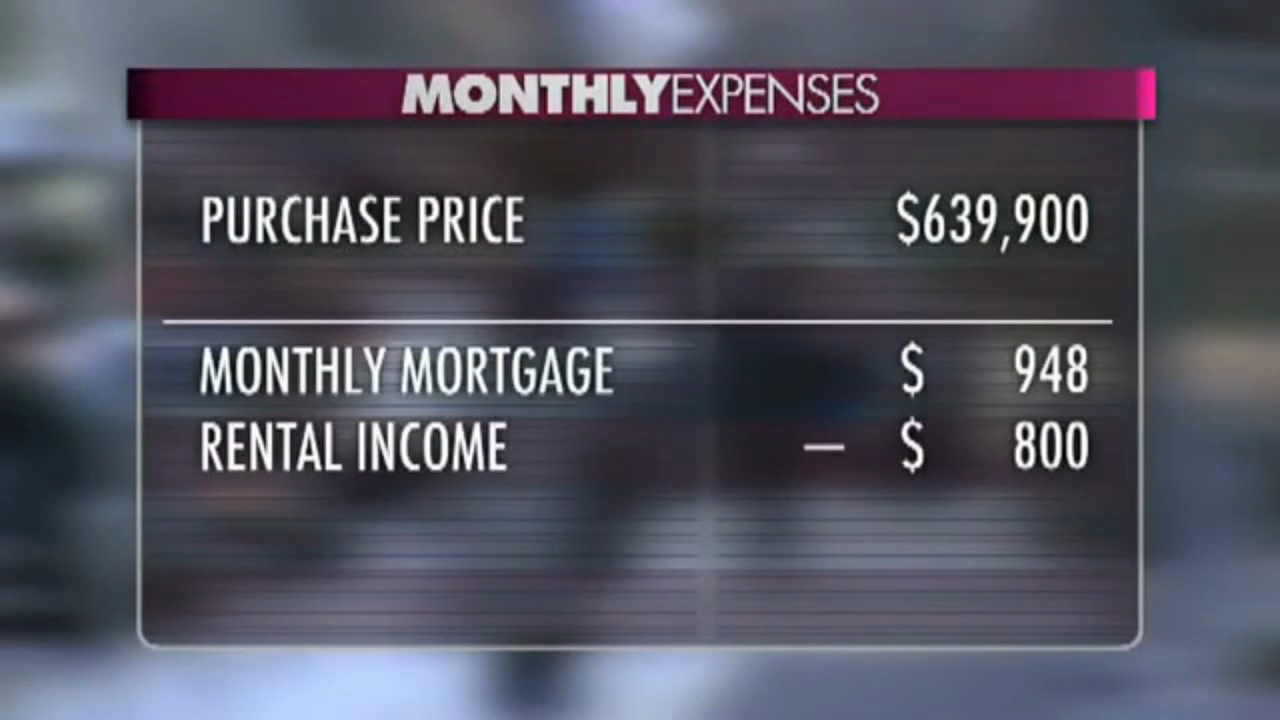 MONTHLYEXPENSES
PURCHASE PRICE $639,900
MONTHLY MORTGAGE $ 948
RENTAL INCOME — $ 800